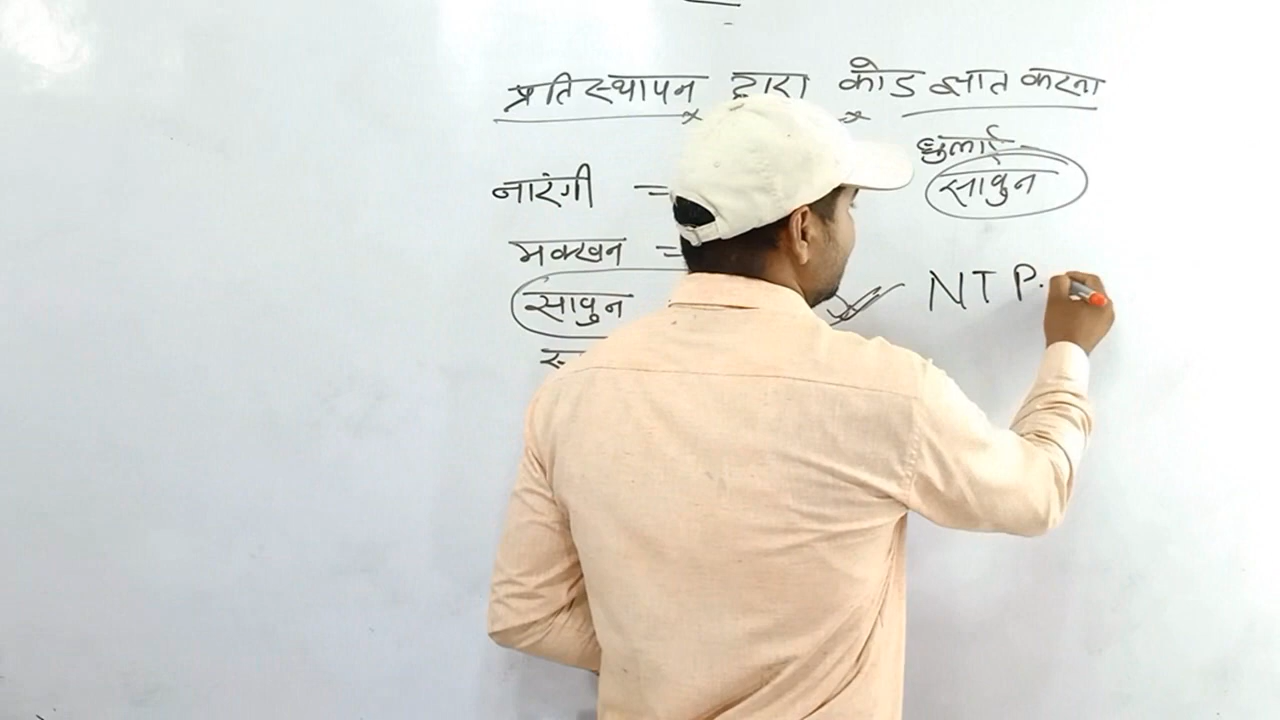 प्रतिस्थापन द्वारा कोड ज्ञात करना
धुलाई
साबुन
नारंगी =
मक्खन =
साबुन
NTP.